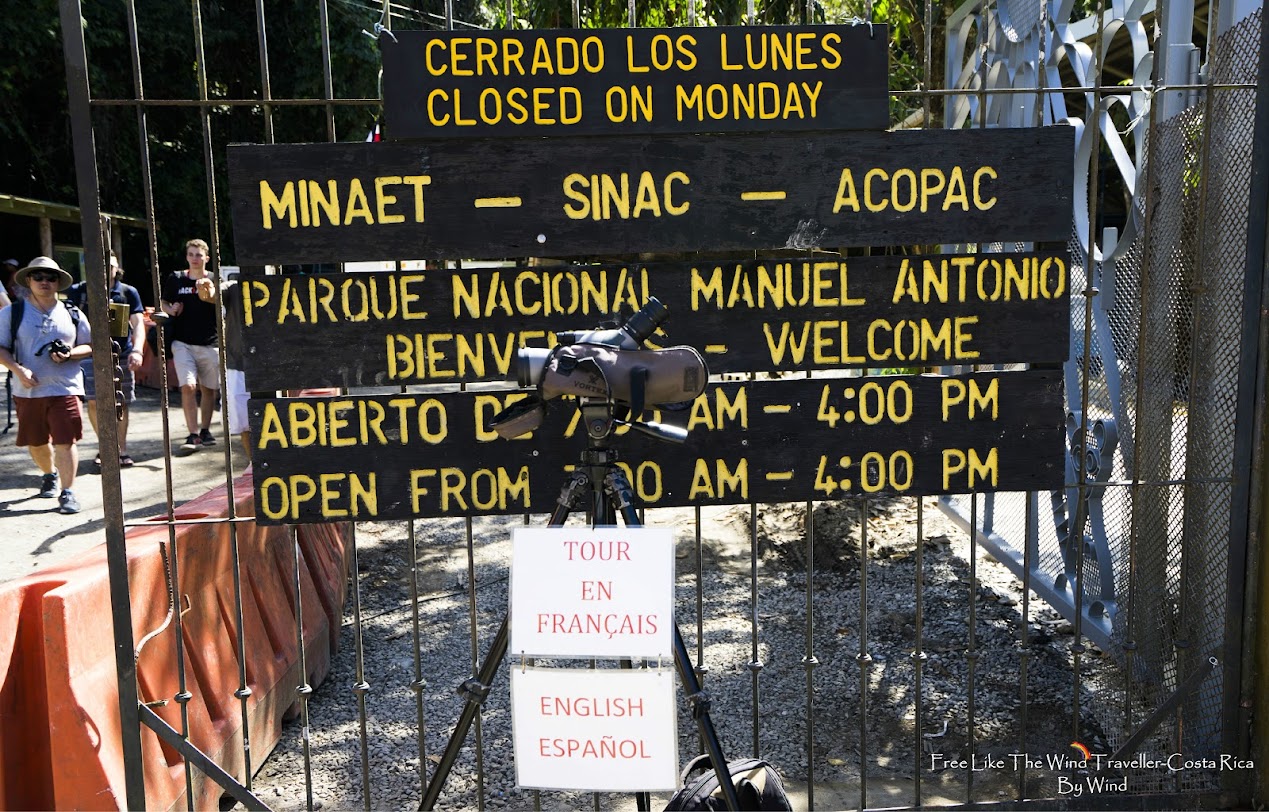 CERRADO LOS LUNES
CLOSED ON MONDAY
MINAET — SINAC — ACOPAC
PARQUE NACIONAL MANUEL ANTONIO
- WELCOME
ABIERTO AM - 4:00 PM
OPEN FROM AM - 4:00 PM
VORTEX
TOUR
EN
FRANÇAIS
ENGLISH
ESPAÑOL
Free Like The Wind Traveller-Costa Rica
By Wind